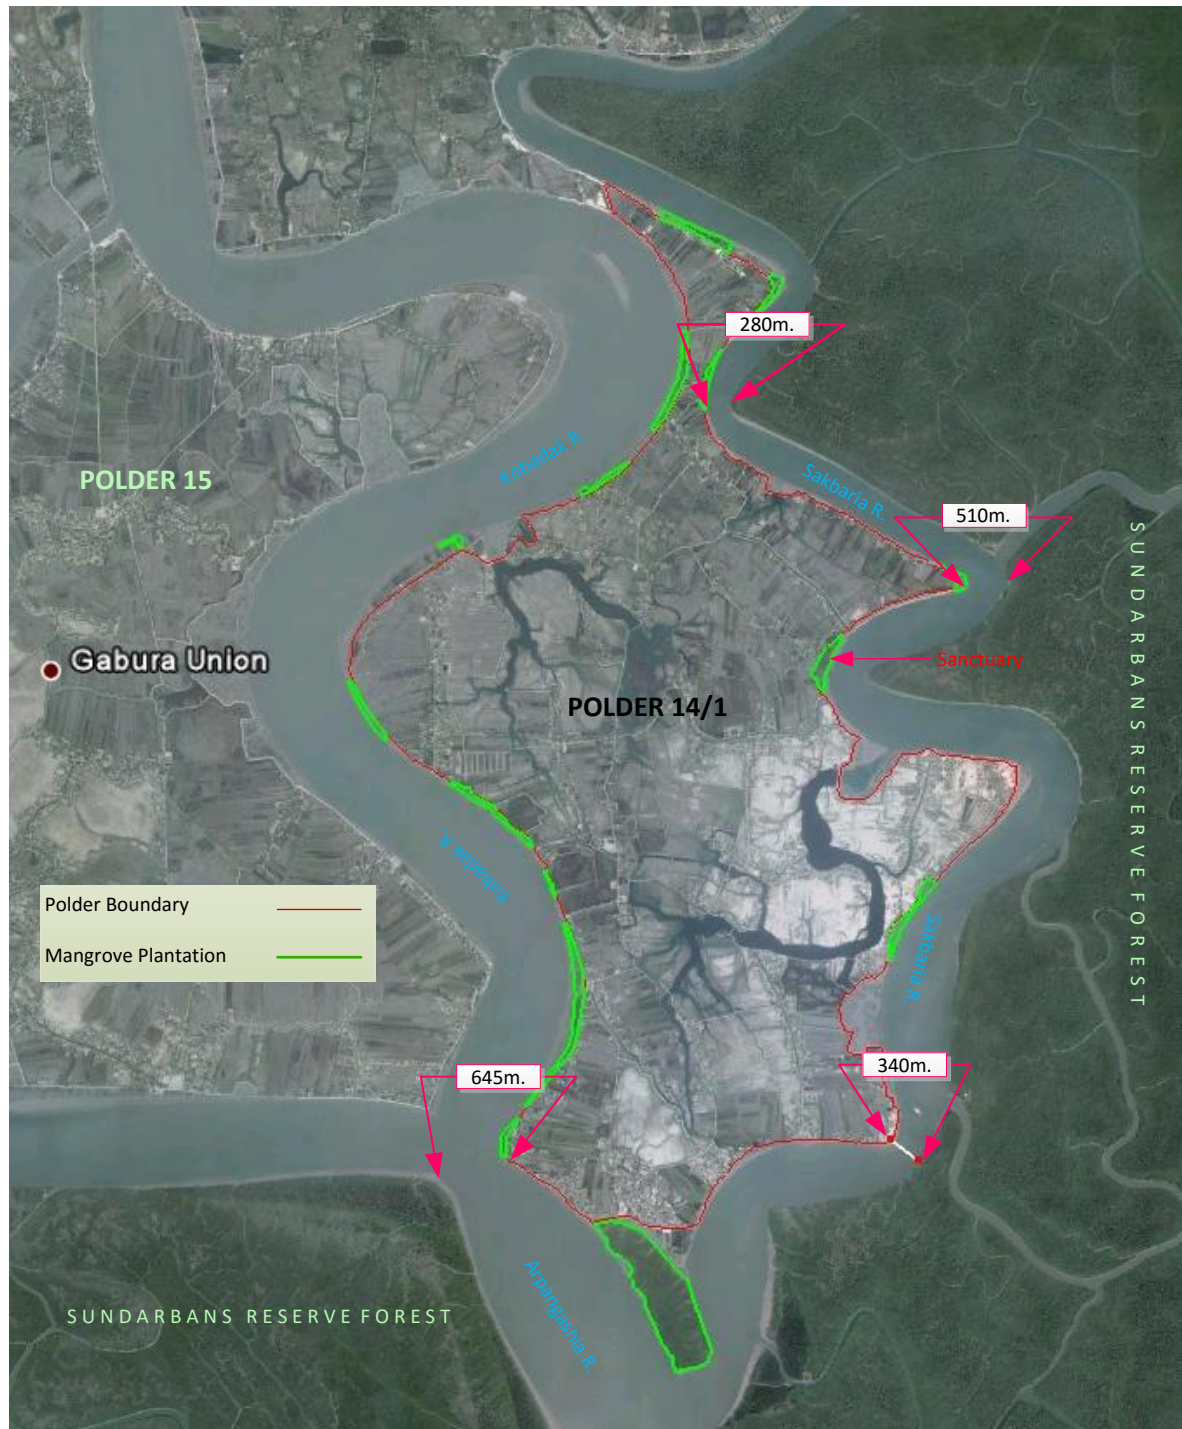 280m.
Kobadak R.
POLDER 15
Sakbaria R.
510m.
SUNDARBANS RESERVE FOREST
Gabura Union
Sanctuary
POLDER 14/1
Kobadak R.
Polder Boundary
Mangrove Plantation
Sakbaria R.
645m.
340m.
Arpangashia R.
SUNDARBANS RESERVE FOREST